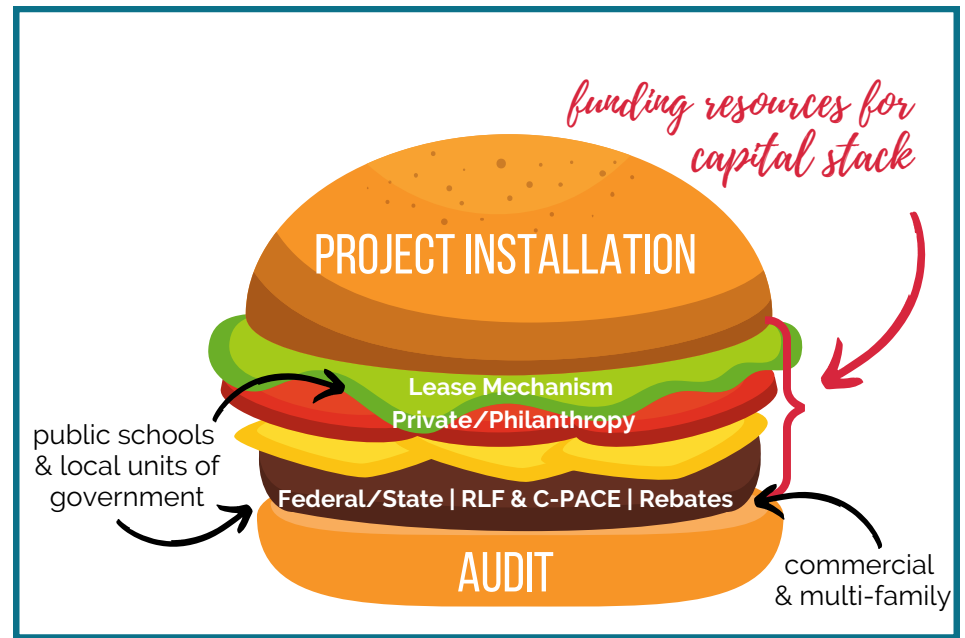 funding resources for
capital stack
PROJECT INSTALLATION
Lease Mechanism
Private/Philanthropy
public schools
& local units of
government
Federal/State | RLF & C-PACE | Rebates
AUDIT
commercial
& multi-family